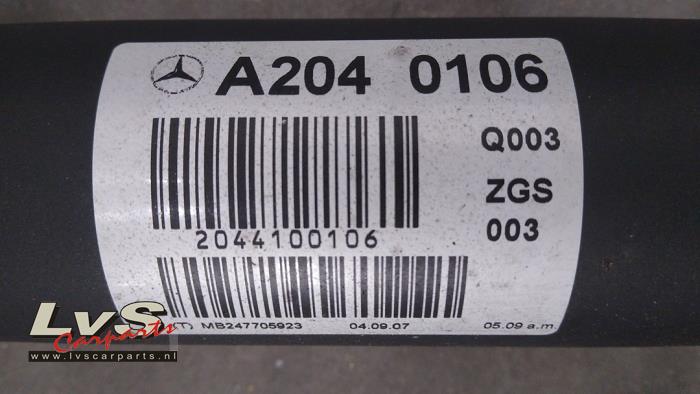 A204 0106
Q003
ZGS
003
2044100106
(T) MB247705923 04.09.07 05.09 a.m.
LvS
Carparts
www.lvscarparts.nl